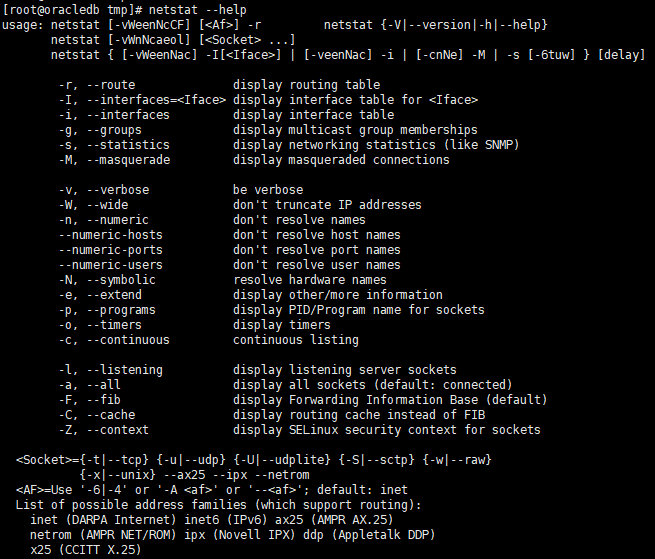 [root@oracledb tmp]# netstat --help
usage: netstat [-vWeenNcCF] [<Af>] -r         netstat {-V|--version|-h|--help}
       netstat [-vWnNcaeol] [<Socket> ...]
       netstat { [-vWeenNac] -I[<Iface>] | [-veenNac] -i | [-cnNe] -M | -s [-6tuw] } [delay]

        -r, --route              display routing table
        -I, --interfaces=<Iface> display interface table for <Iface>
        -i, --interfaces         display interface table
        -g, --groups             display multicast group memberships
        -s, --statistics         display networking statistics (like SNMP)
        -M, --masquerade         display masqueraded connections

        -v, --verbose            be verbose
        -W, --wide               don't truncate IP addresses
        -n, --numeric            don't resolve names
        --numeric-hosts          don't resolve host names
        --numeric-ports          don't resolve port names
        --numeric-users          don't resolve user names
        -N, --symbolic           resolve hardware names
        -e, --extend             display other/more information
        -p, --programs           display PID/Program name for sockets
        -o, --timers             display timers
        -c, --continuous         continuous listing

        -l, --listening          display listening server sockets
        -a, --all                display all sockets (default: connected)
        -F, --fib                display Forwarding Information Base (default)
        -C, --cache              display routing cache instead of FIB
        -Z, --context            display SELinux security context for sockets

  <Socket>={-t|--tcp} {-u|--udp} {-U|--udplite} {-S|--sctp} {-w|--raw}
           {-x|--unix} --ax25 --ipx --netrom
  <AF>=Use '-6|-4' or '-A <af>' or '--<af>'; default: inet
  List of possible address families (which support routing):
    inet (DARPA Internet) inet6 (IPv6) ax25 (AMPR AX.25)
    netrom (AMPR NET/ROM) ipx (Novell IPX) ddp (Appletalk DDP)
    x25 (CCITT X.25)